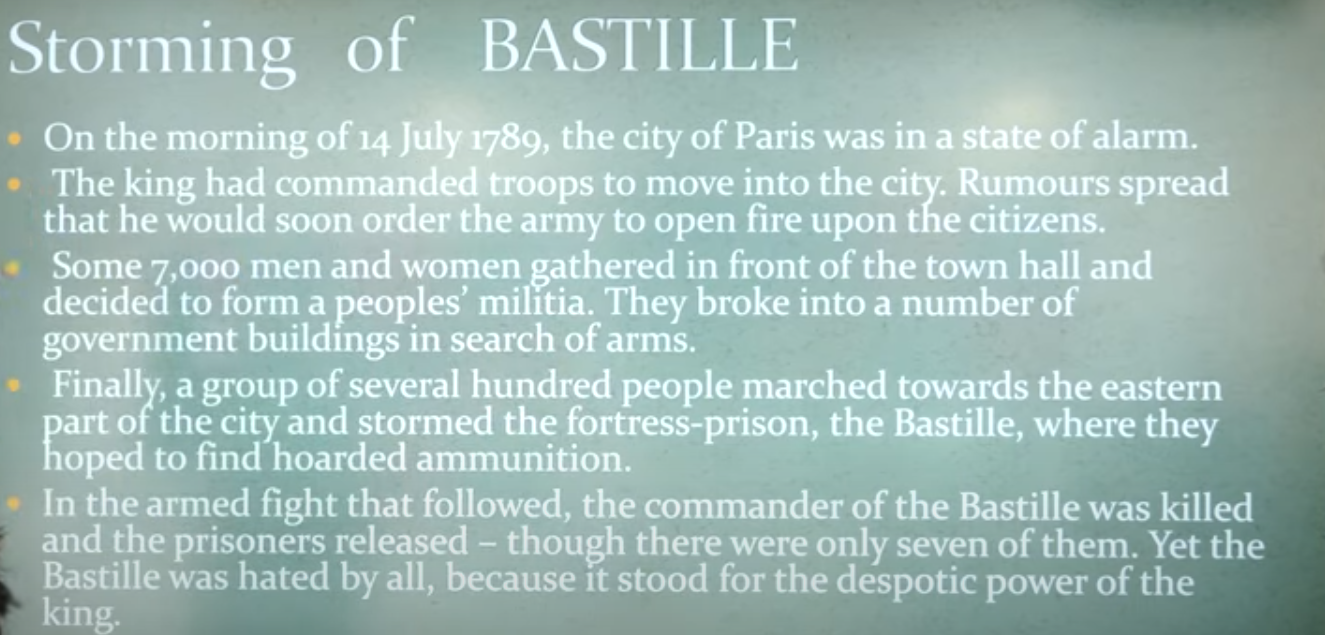 Storming of BASTILLE
• On the morning of 14 July 1789, the city of Paris was in a state of alarm.
• The king had commanded troops to move into the city. Rumours spread
that he would soon order the army to open fire upon the citizens.
• Some 7,000 men and women gathered in front of the town hall and
decided to form a peoples’ militia. They broke into a number of
government buildings in search of arms.
• Finally, a group of several hundred people marched towards the eastern
part of the city and stormed the fortress-prison, the Bastille, where they
hoped to find hoarded ammunition.
• In the armed fight that followed, the commander of the Bastille was killed
and the prisoners released – though there were only seven of them. Yet the
Bastille was hated by all, because it stood for the despotic power of the
king.